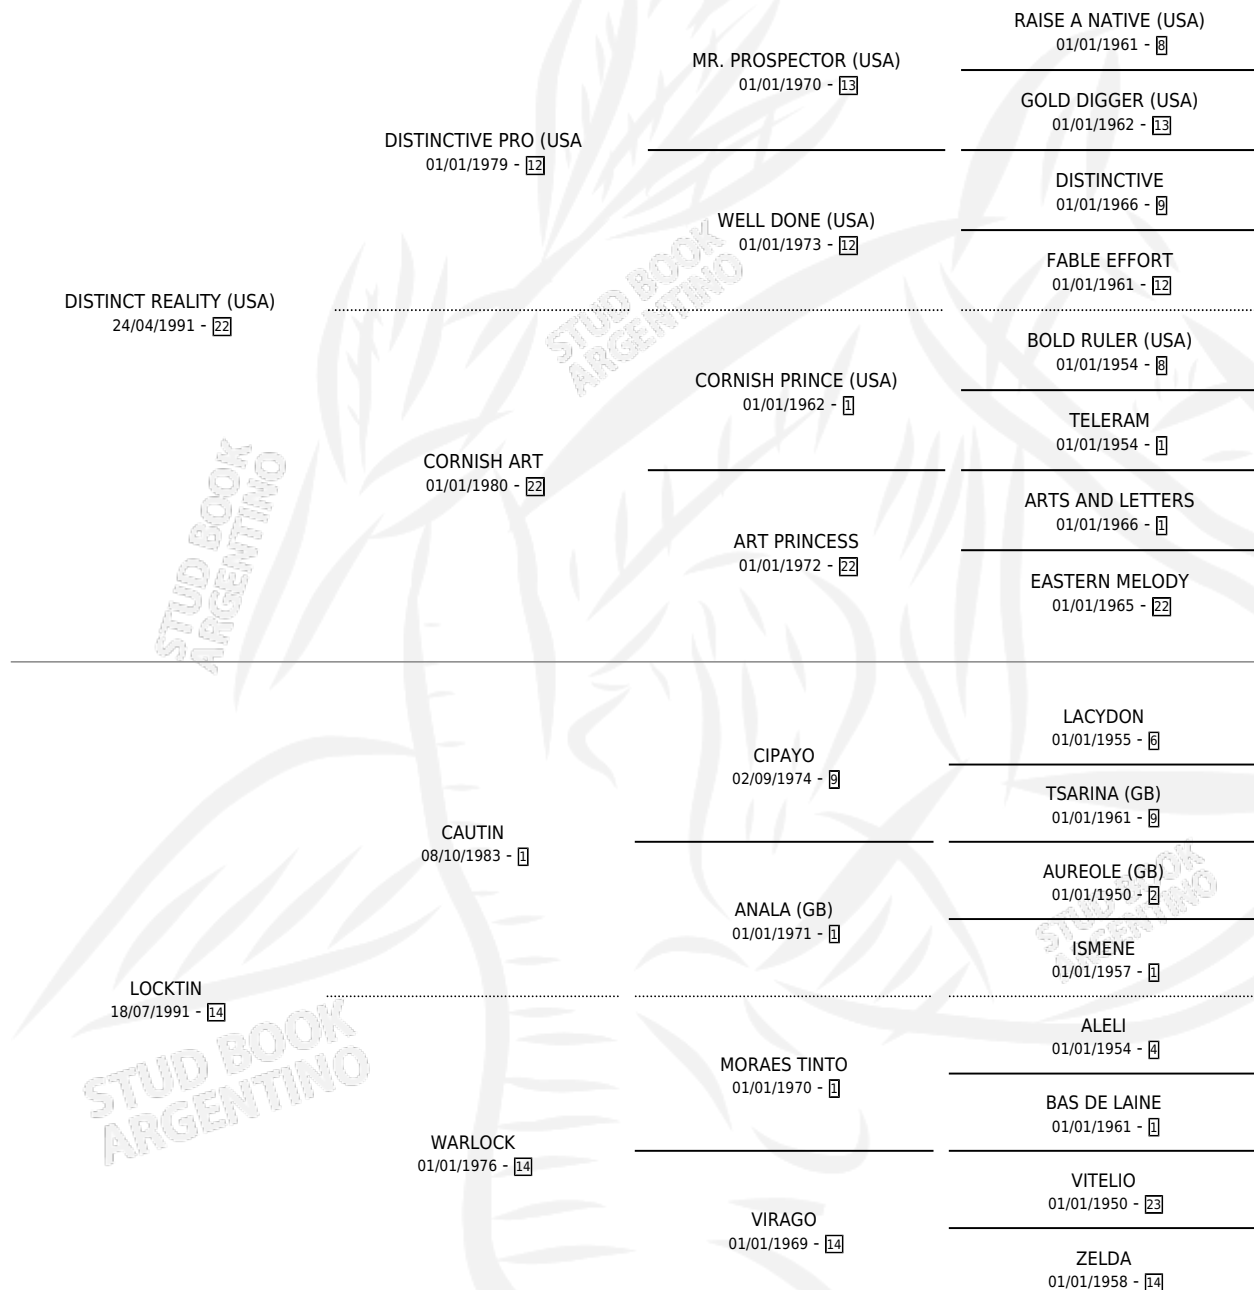 RAISE A NATIVE (USA)
01/01/1961 - 8
MR. PROSPECTOR (USA)
01/01/1970 - 13
GOLD DIGGER (USA)
01/01/1962 - 13
DISTINCTIVE PRO (USA
01/01/1979 - 12
DISTINCTIVE
01/01/1966 - 9
WELL DONE (USA)
01/01/1973 - 12
FABLE EFFORT
01/01/1961 - 12
DISTINCT REALITY (USA)
24/04/1991 - 22
BOLD RULER (USA)
01/01/1954 - 8
CORNISH PRINCE (USA)
01/01/1962 - 1
TELERAM
01/01/1954 - 1
CORNISH ART
01/01/1980 - 22
ARTS AND LETTERS
01/01/1966 - 1
ART PRINCESS
01/01/1972 - 22
EASTERN MELODY
01/01/1965 - 22
LACYDON
01/01/1955 - 6
CIPAYO
02/09/1974 - 9
TSARINA (GB)
01/01/1961 - 9
CAUTIN
08/10/1983 - 1
AUREOLE (GB)
01/01/1950 - 2
ANALA (GB)
01/01/1971 - 1
ISMENE
01/01/1957 - 1
LOCKTIN
18/07/1991 - 14
ALELI
01/01/1954 - 4
MORAES TINTO
01/01/1970 - 1
BAS DE LAINE
01/01/1961 - 1
WARLOCK
01/01/1976 - 14
VITELIO
01/01/1950 - 23
VIRAGO
01/01/1969 - 14
ZELDA
01/01/1958 - 14
STUD BOOK
ARGENTINO
STUD BOOK
ARGENTINO
STUD BOOK
ARGENTINO
STUD BOOK
ARGENTINO